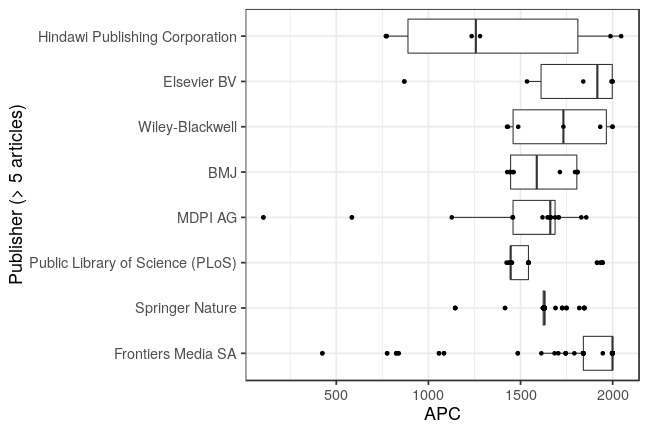 Publisher (> 5 articles)
Hindawi Publishing Corporation
Elsevier BV
Wiley-Blackwell
BMJ
MDPI AG
Public Library of Science (PLoS)
Springer Nature
Frontiers Media SA
500 1000 1500 2000
APC